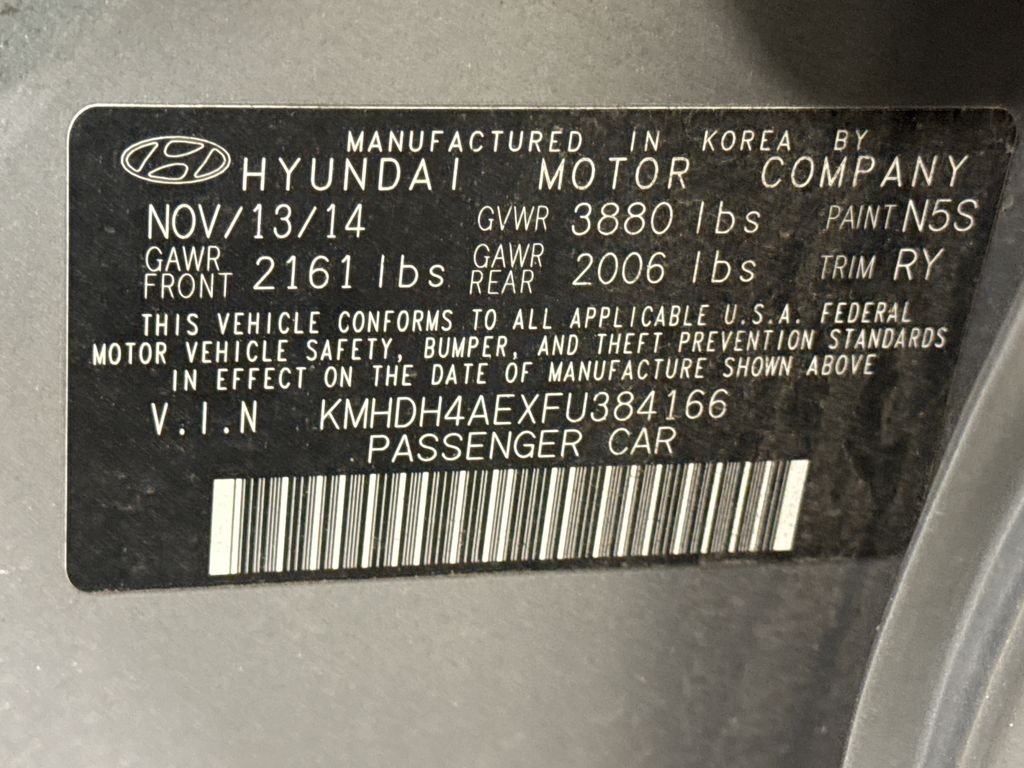 MANUFACTURED IN KOREA BY
HYUNDAI MOTOR COMPANY
NOV/13/14 GVWR 3880 lbs PAINT N5S
GAWR FRONT 2161 lbs GAWR REAR 2006 lbs TRIM RY
THIS VEHICLE CONFORMS TO ALL APPLICABLE U.S.A. FEDERAL
MOTOR VEHICLE SAFETY, BUMPER, AND THEFT PREVENTION STANDARDS
IN EFFECT ON THE DATE OF MANUFACTURE SHOWN ABOVE
V.I.N KMHDH4AEXFU384166
PASSENGER CAR